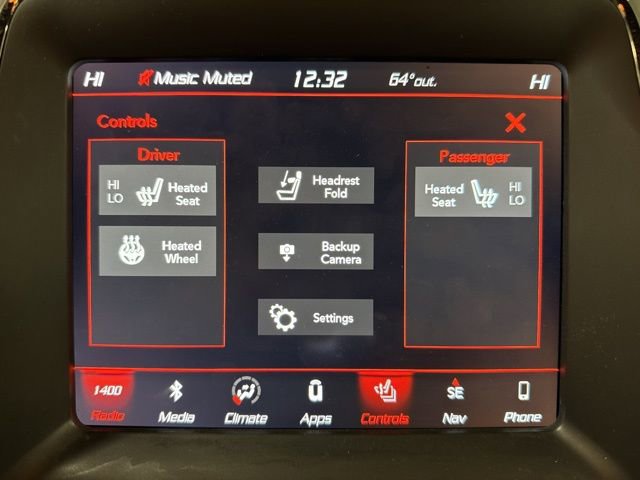 HI Music Muted 12:32 64°out. HI
Controls
Driver
Passenger
HI
LO
Heated
Seat
Headrest
Fold
Heated
Seat
HI
LO
Heated
Wheel
Backup
Camera
Settings
1400
SE
Radio Media Climate Apps Controls Nav Phone